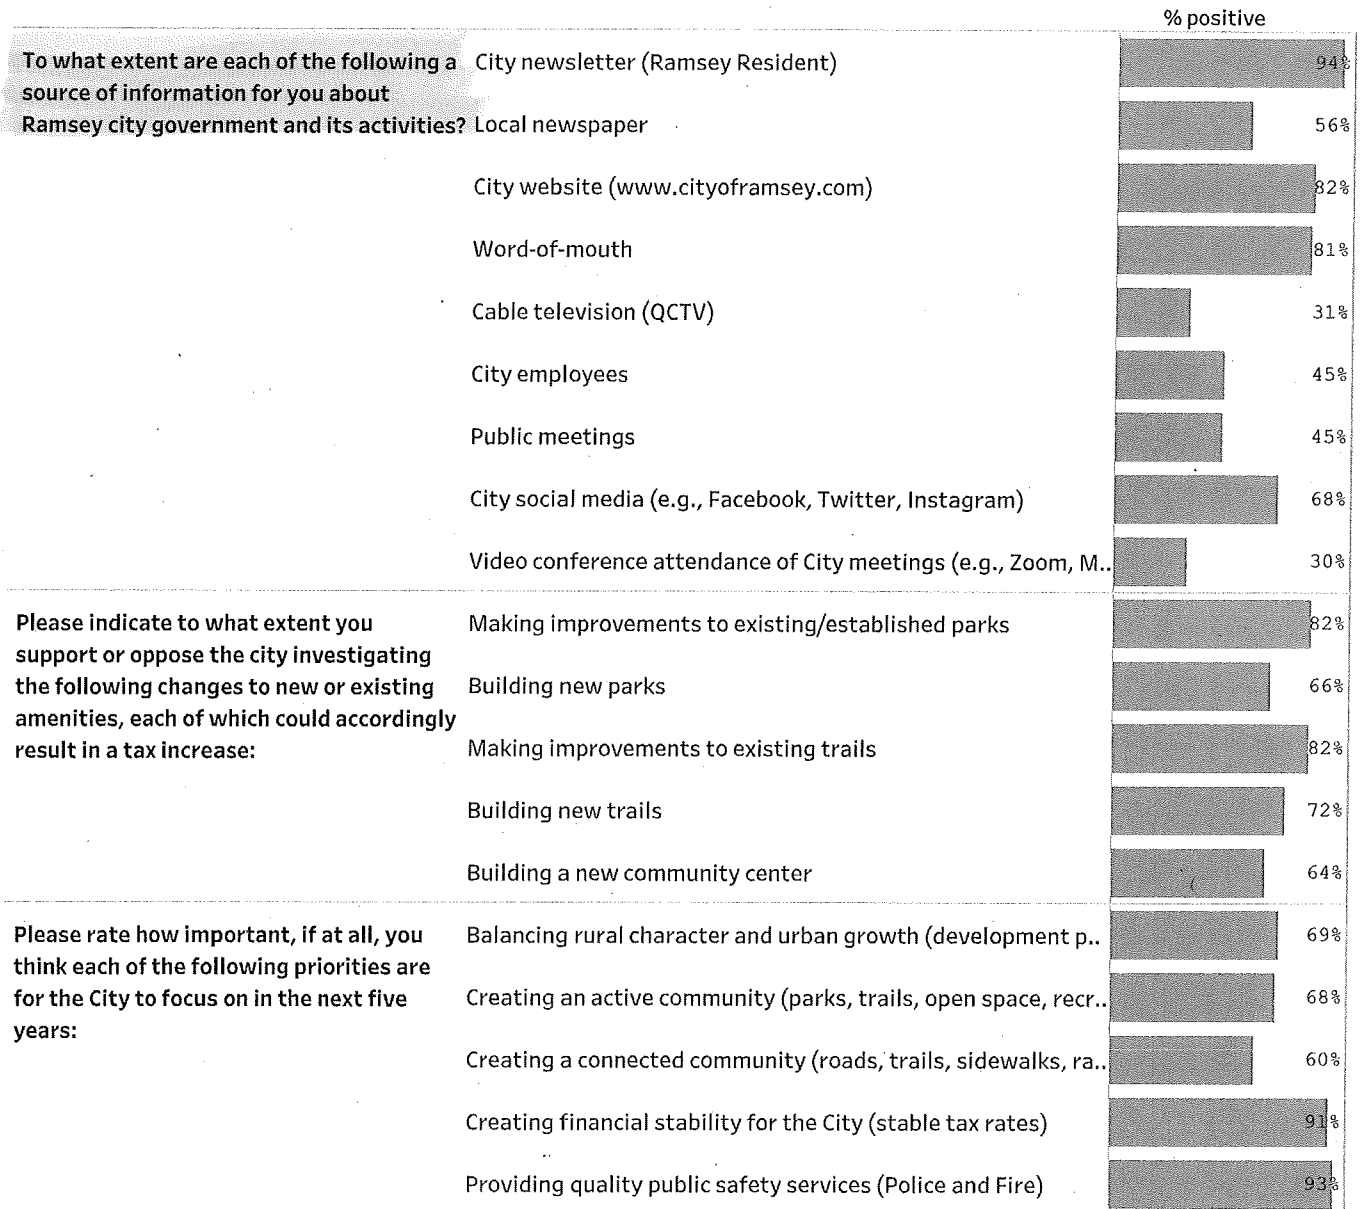 % positive
To what extent are each of the following a
source of information for you about
Ramsey city government and its activities?
City newsletter (Ramsey Resident)
94%
Local newspaper
56%
City website (www.cityoframsey.com)
82%
Word-of-mouth
81%
Cable television (QCTV)
31%
City employees
45%
Public meetings
45%
City social media (e.g., Facebook, Twitter, Instagram)
68%
Video conference attendance of City meetings (e.g., Zoom, M..
30%
Please indicate to what extent you
support or oppose the city investigating
the following changes to new or existing
amenities, each of which could accordingly
result in a tax increase:
Making improvements to existing/established parks
82%
Building new parks
66%
Making improvements to existing trails
82%
Building new trails
72%
Building a new community center
64%
Please rate how important, if at all, you
think each of the following priorities are
for the City to focus on in the next five
years:
Balancing rural character and urban growth (development p..
69%
Creating an active community (parks, trails, open space, recr..
68%
Creating a connected community (roads, trails, sidewalks, ra..
60%
Creating financial stability for the City (stable tax rates)
91%
Providing quality public safety services (Police and Fire)
93%